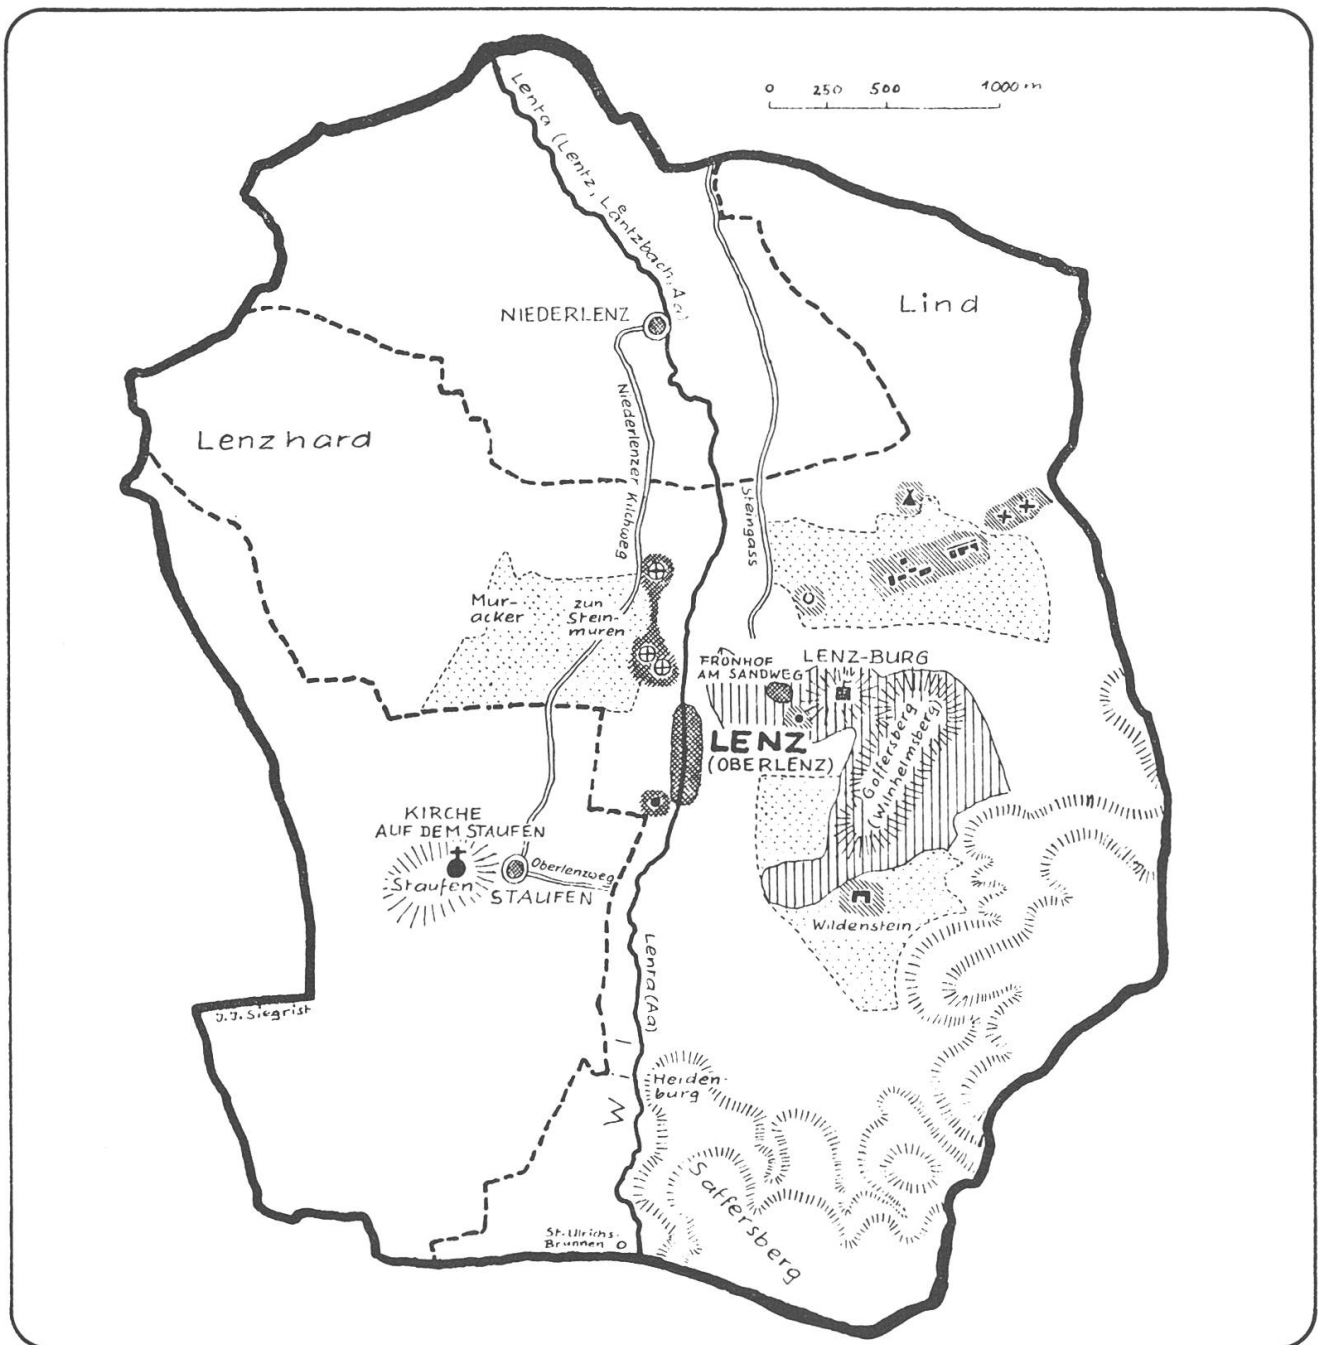 0 250 500 1000 m
Lenta (Lentz, Läntzbach, Aa)
Lind
NIEDERLENZ
Lenzhard
Niederlenzer Kilchweg
Steingass
Mur-
acker
zun
Stein-
muren
FRONHOF
AM SANDWEG
LENZ-BURG
LENZ
(OBERLENZ)
Goffersberg
(Wilnhelmsberg)
KIRCHE
AUF DEM STAUFEN
Staufen
Oberlenzweg
STAUFEN
Wildenstein
(Aa)
J.J. Siegrist
Heiden-
burg
W I
Saffersberg
St. Ulrichs-
Brunnen